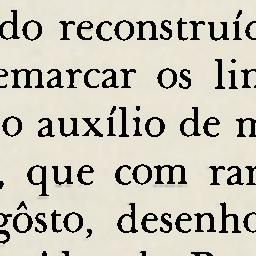 do reconstruíd
emarcar os lin
o auxílio de m
, que com ran
gôsto, desenho